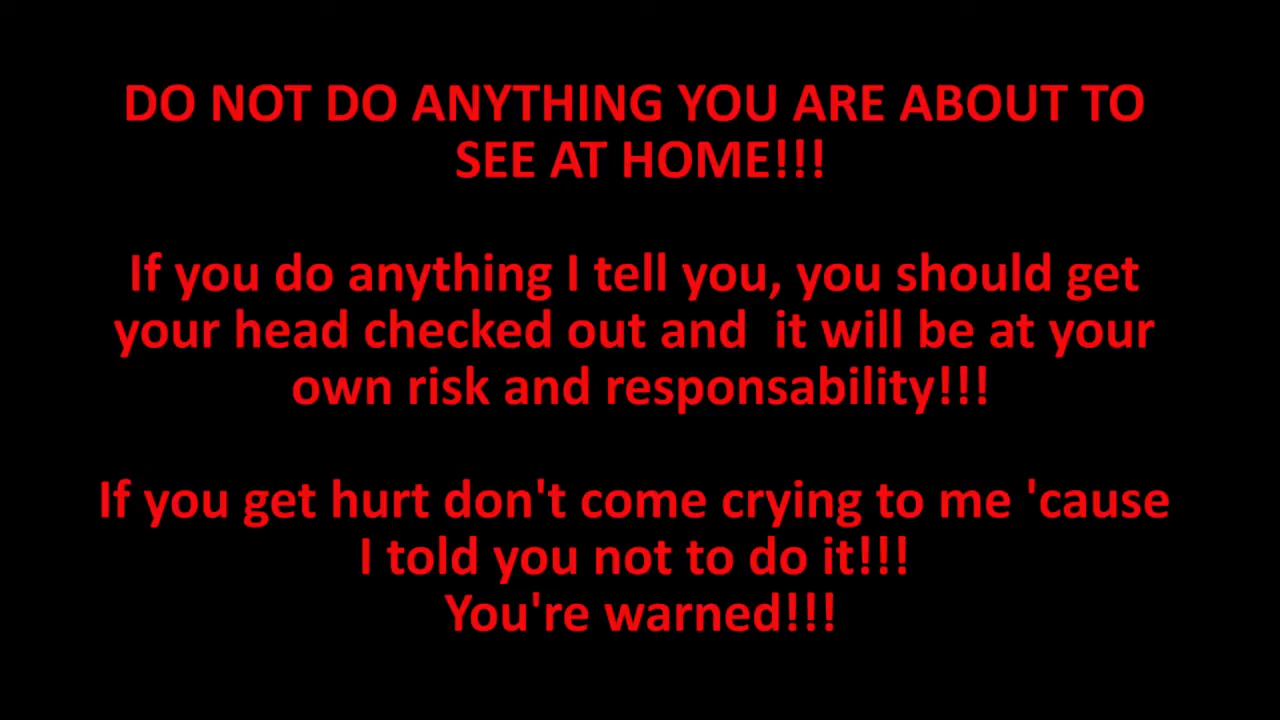 DO NOT DO ANYTHING YOU ARE ABOUT TO
SEE AT HOME!!!
If you do anything I tell you, you should get
your head checked out and  it will be at your
own risk and responsability!!!
If you get hurt don't come crying to me 'cause
I told you not to do it!!!
You're warned!!!